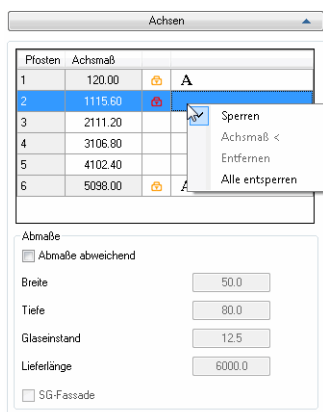 Achsen
Pfosten Achsmaß
1 120.00 A
2 1115.60
3 2111.20
4 3106.80
5 4102.40
6 5098.00 A
Sperren
Achsmaß <
Entfernen
Alle entsperren
Abmaße
Abmaße abweichend
Breite 50.0
Tiefe 80.0
Glaseinstand 12.5
Lieferlänge 6000.0
SG-Fassade